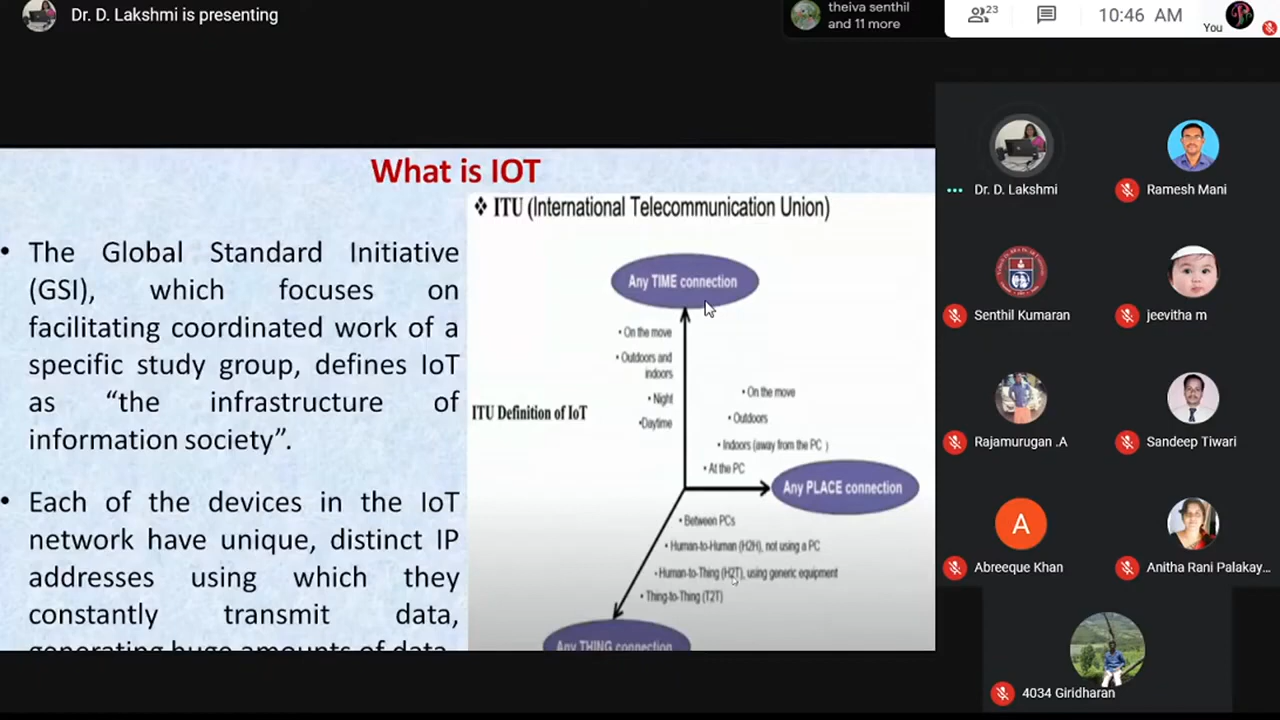 Dr. D. Lakshmi is presenting
theiva senthil
and 11 more
23
10:46 AM
You
What is IOT
• The Global Standard Initiative
(GSI), which focuses on
facilitating coordinated work of a
specific study group, defines IoT
as “the infrastructure of
information society”.
• Each of the devices in the IoT
network have unique, distinct IP
addresses using which they
constantly transmit data,
generating huge amounts of data
❖ ITU (International Telecommunication Union)
Any TIME connection
• On the move
• Outdoors and
indoors
• Night
•Daytime
ITU Definition of IoT
• On the move
• Outdoors
• Indoors (away from the PC )
• At the PC
Any PLACE connection
• Between PCs
• Human-to-Human (H2H), not using a PC
• Human-to-Thing (H2T), using generic equipment
• Thing-to-Thing (T2T)
Any THING connection
Dr. D. Lakshmi
Ramesh Mani
Senthil Kumaran
jeevitha m
Rajamurugan .A
Sandeep Tiwari
A
Abreeque Khan
Anitha Rani Palakay...
4034 Giridharan